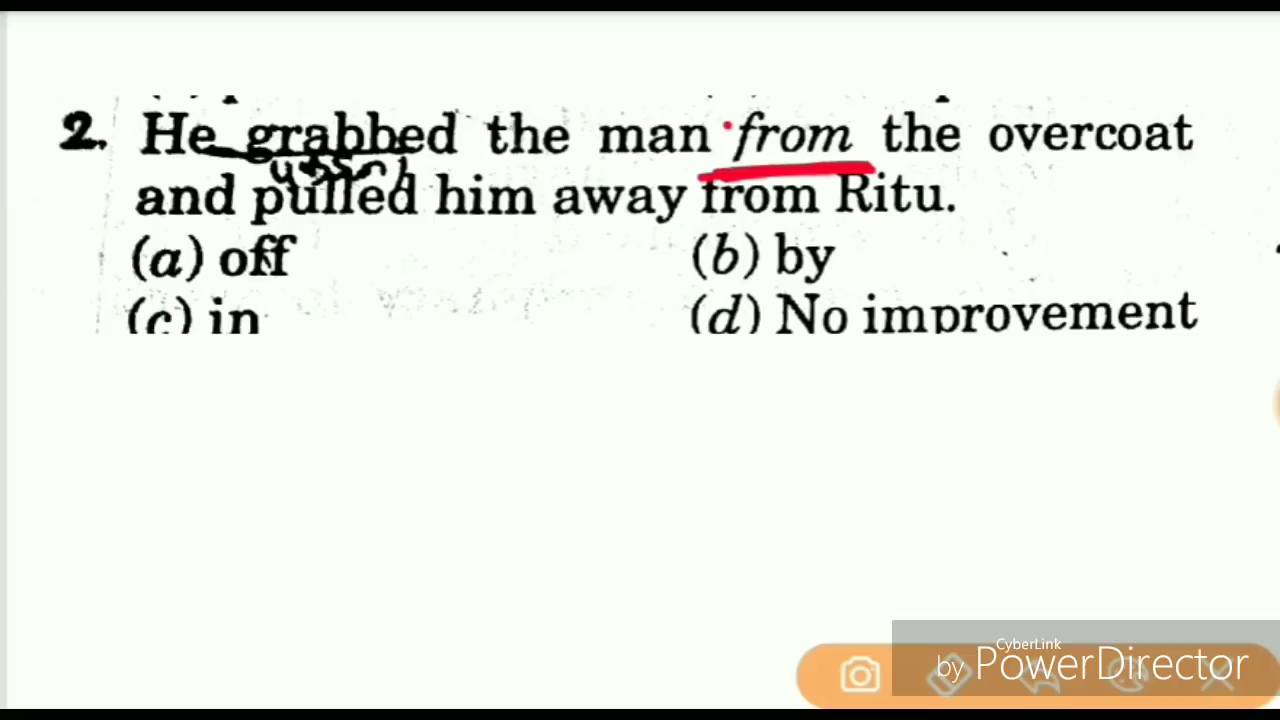 2. He grabbed the man from the overcoat
and pulled him away from Ritu.
(a) off (b) by
(c) in (d) No improvement
CyberLink
by PowerDirector